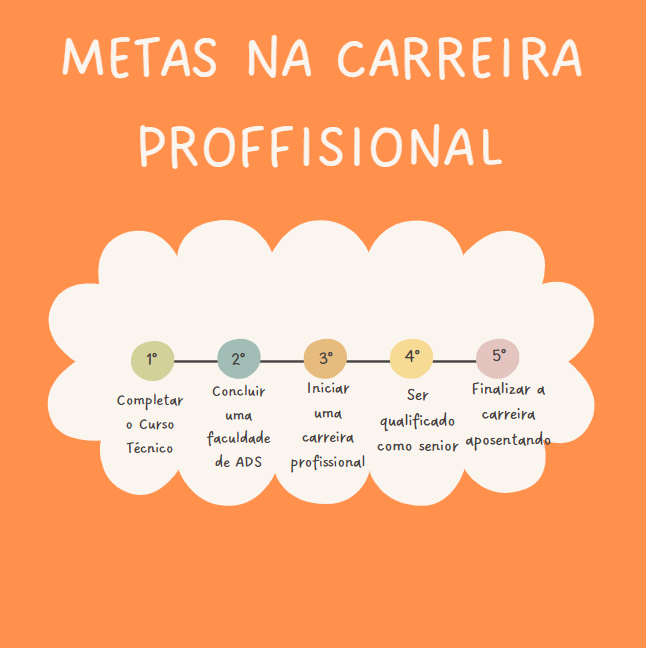 METAS NA CARREIRA
PROFFISIONAL
1°
2°
3°
4°
5°
Completar
o Curso
Técnico
Concluir
uma
faculdade
de ADS
Iniciar
uma
carreira
profissional
Ser
qualificado
como senior
Finalizar a
carreira
aposentando